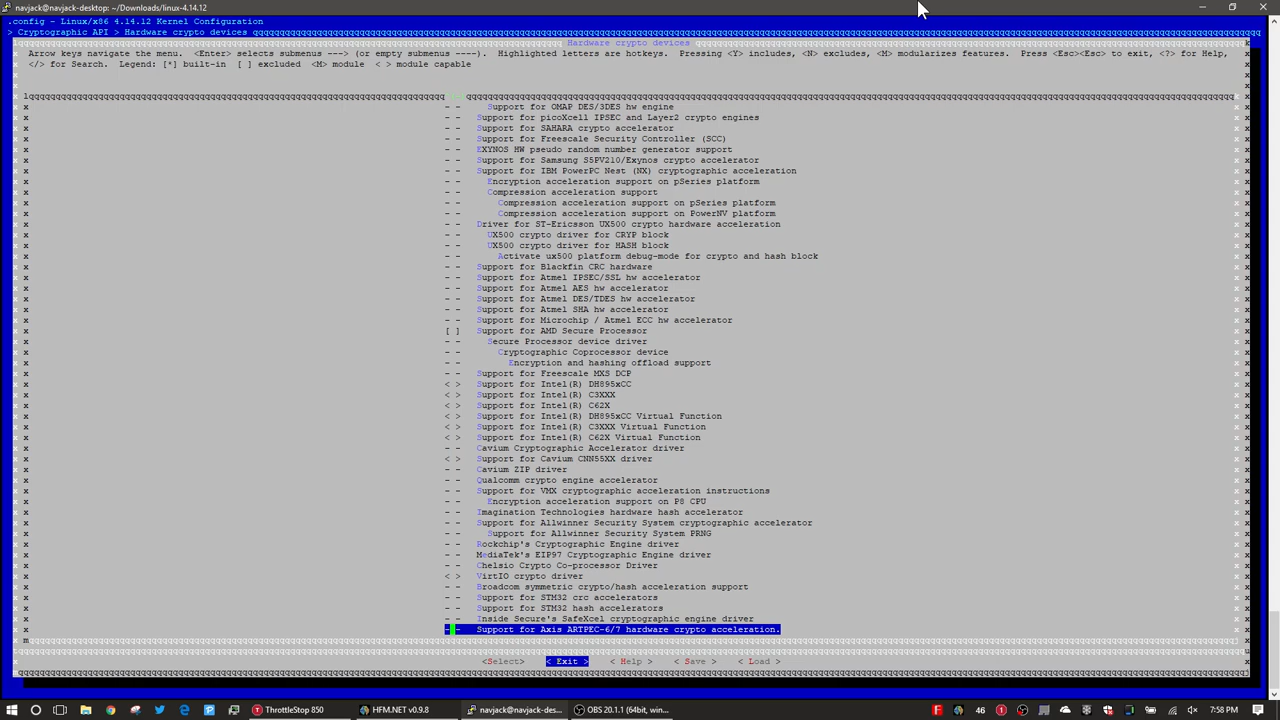 navjack@navjack-desktop: ~/Downloads/linux-4.14.12
.config - Linux/x86 4.14.12 Kernel Configuration
> Cryptographic API > Hardware crypto devices
Hardware crypto devices
Arrow keys navigate the menu. <Enter> selects submenus ---> (or empty submenus ----). Highlighted letters are hotkeys. Pressing <Y> includes, <N> excludes, <M> modularizes features. Press <Esc><Esc> to exit, <?> for Help,
</> for Search. Legend: [*] built-in [ ] excluded <M> module < > module capable
- - Support for OMAP DES/3DES hw engine
- - Support for picoXcell IPSEC and Layer2 crypto engines
- - Support for SAHARA crypto accelerator
- - Support for Freescale Security Controller (SCC)
- - EXYNOS HW pseudo random number generator support
- - Support for Samsung S5PV210/Exynos crypto accelerator
- - Support for IBM PowerPC Nest (NX) cryptographic acceleration
- - Encryption acceleration support on pSeries platform
- - Compression acceleration support
- - Compression acceleration support on pSeries platform
- - Compression acceleration support on PowerNV platform
- - Driver for ST-Ericsson UX500 crypto hardware acceleration
- - UX500 crypto driver for CRYP block
- - UX500 crypto driver for HASH block
- - Activate ux500 platform debug-mode for crypto and hash block
- - Support for Blackfin CRC hardware
- - Support for Atmel IPSEC/SSL hw accelerator
- - Support for Atmel AES hw accelerator
- - Support for Atmel DES/TDES hw accelerator
- - Support for Atmel SHA hw accelerator
- - Support for Microchip / Atmel ECC hw accelerator
[ ] Support for AMD Secure Processor
- - Secure Processor device driver
- - Cryptographic Coprocessor device
- - Encryption and hashing offload support
- - Support for Freescale MXS DCP
< > Support for Intel(R) DH895xCC
< > Support for Intel(R) C3XXX
< > Support for Intel(R) C62X
< > Support for Intel(R) DH895xCC Virtual Function
< > Support for Intel(R) C3XXX Virtual Function
< > Support for Intel(R) C62X Virtual Function
- - Cavium Cryptographic Accelerator driver
< > Support for Cavium CNN55XX driver
- - Cavium ZIP driver
- - Qualcomm crypto engine accelerator
- - Support for VMX cryptographic acceleration instructions
- - Encryption acceleration support on P8 CPU
- - Imagination Technologies hardware hash accelerator
- - Support for Allwinner Security System cryptographic accelerator
- - Support for Allwinner Security System PRNG
- - Rockchip's Cryptographic Engine driver
- - MediaTek's EIP97 Cryptographic Engine driver
- - Chelsio Crypto Co-processor Driver
< > VirtIO crypto driver
- - Broadcom symmetric crypto/hash acceleration support
- - Support for STM32 crc accelerators
- - Support for STM32 hash accelerators
- - Inside Secure's SafeXcel cryptographic engine driver
- - Support for Axis ARTPEC-6/7 hardware crypto acceleration.
<Select> < Exit > < Help > < Save > < Load >
ThrottleStop 850
HFM.NET v0.9.8
navjack@navjack-des...
OBS 20.1.1 (64bit, win...
48
7:58 PM